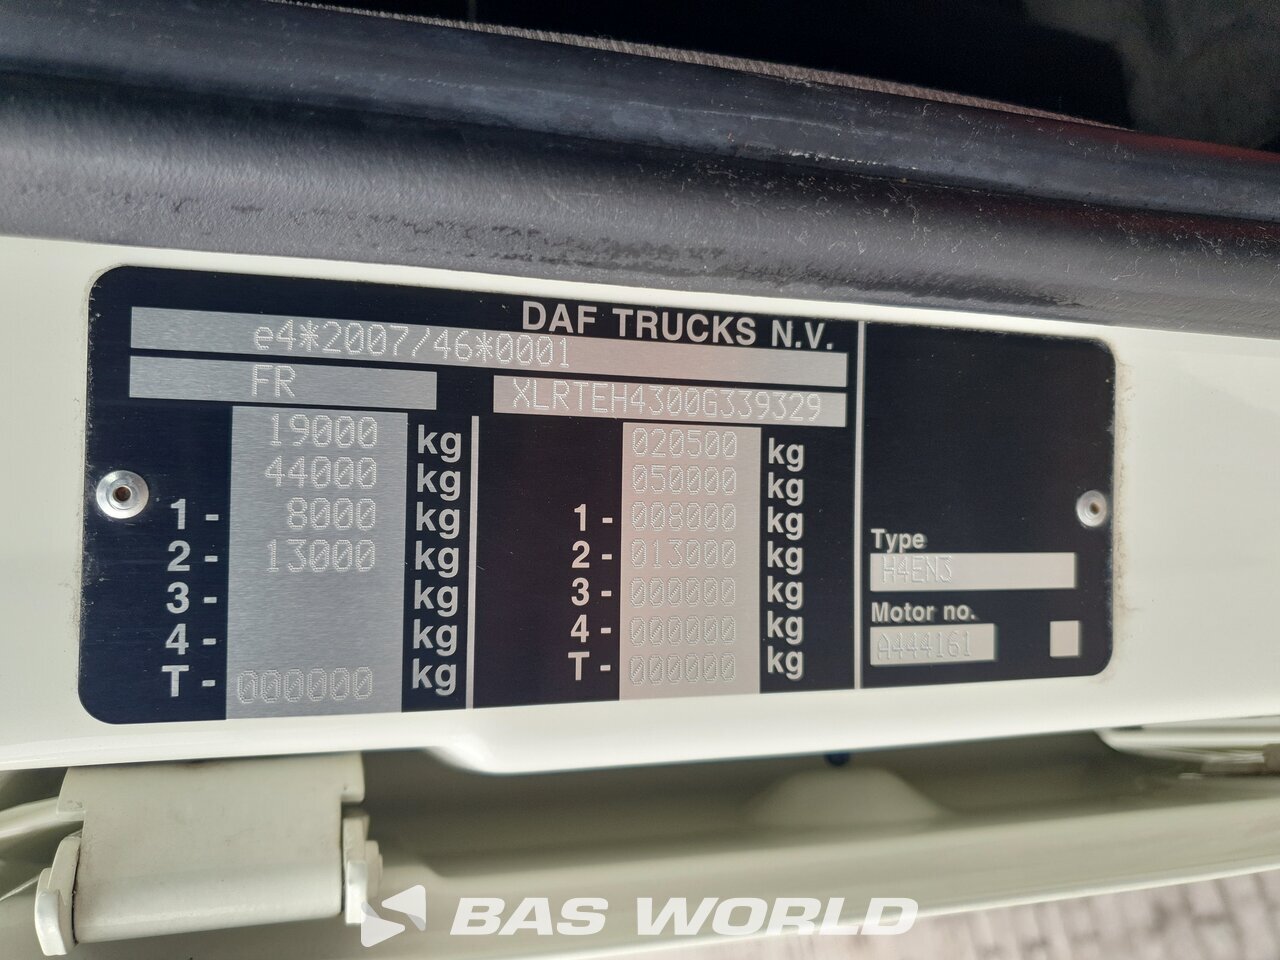 DAF TRUCKS N.V.
e4*2007/46*0001
FR XLRTEH4300G339329
19000 kg 020500 kg
44000 kg 050000 kg
1 - 8000 kg 1 - 008000 kg
2 - 13000 kg 2 - 013000 kg
3 - kg 3 - 000000 kg
4 - kg 4 - 000000 kg
T - 000000 kg T - 000000 kg
Type
H4EN3
Motor no.
A444161
BAS WORLD